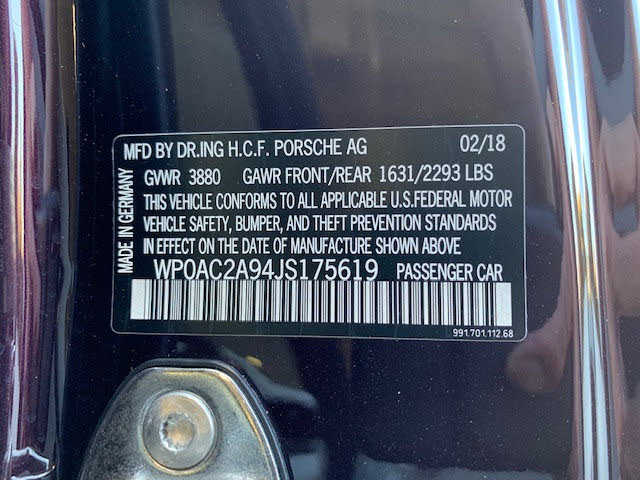 MFD BY DR.ING H.C.F. PORSCHE AG 02/18
GVWR 3880 GAWR FRONT/REAR 1631/2293 LBS
THIS VEHICLE CONFORMS TO ALL APPLICABLE U.S.FEDERAL MOTOR
VEHICLE SAFETY, BUMPER, AND THEFT PREVENTION STANDARDS
IN EFFECT ON THE DATE OF MANUFACTURE SHOWN ABOVE
WP0AC2A94JS175619 PASSENGER CAR
991.701.112.68
MADE IN GERMANY